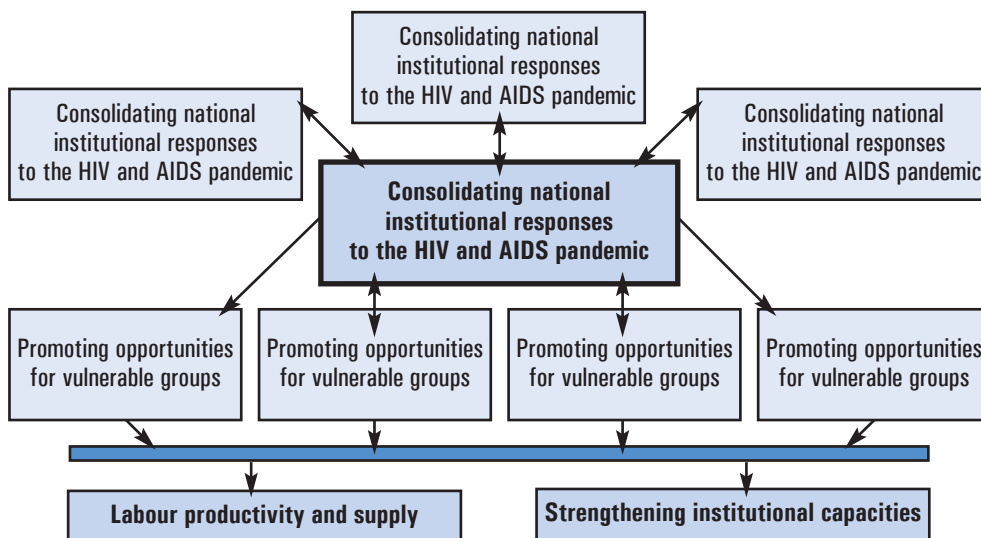 Consolidating national
institutional responses
to the HIV and AIDS pandemic
Consolidating national
institutional responses
to the HIV and AIDS pandemic
Consolidating national
institutional responses
to the HIV and AIDS pandemic
Consolidating national
institutional responses
to the HIV and AIDS pandemic
Promoting opportunities
for vulnerable groups
Promoting opportunities
for vulnerable groups
Promoting opportunities
for vulnerable groups
Promoting opportunities
for vulnerable groups
Labour productivity and supply
Strengthening institutional capacities